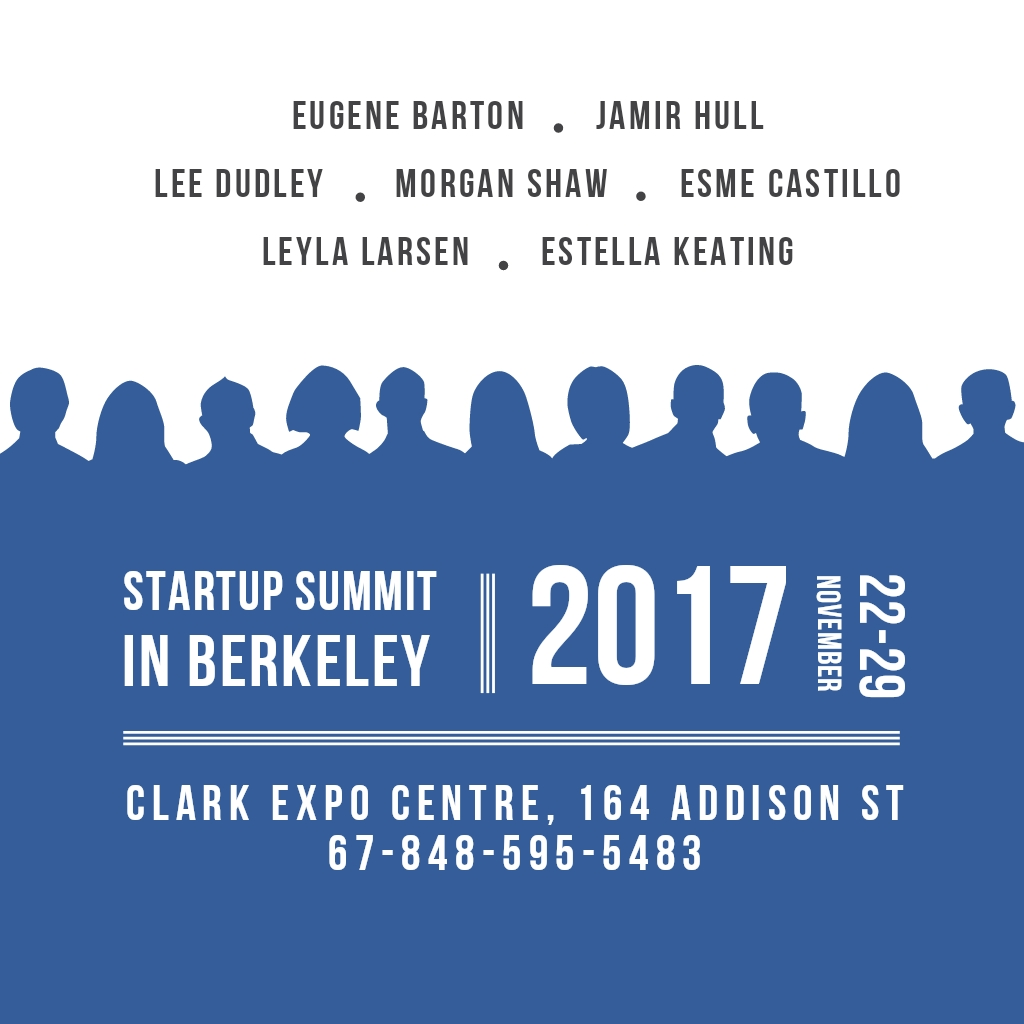 EUGENE BARTON . JAMIR HULL
LEE DUDLEY . MORGAN SHAW . ESME CASTILLO
LEYLA LARSEN . ESTELLA KEATING
STARTUP SUMMIT
IN BERKELEY
2017
NOVEMBER
22-29
CLARK EXPO CENTRE, 164 ADDISON ST
67-848-595-5483